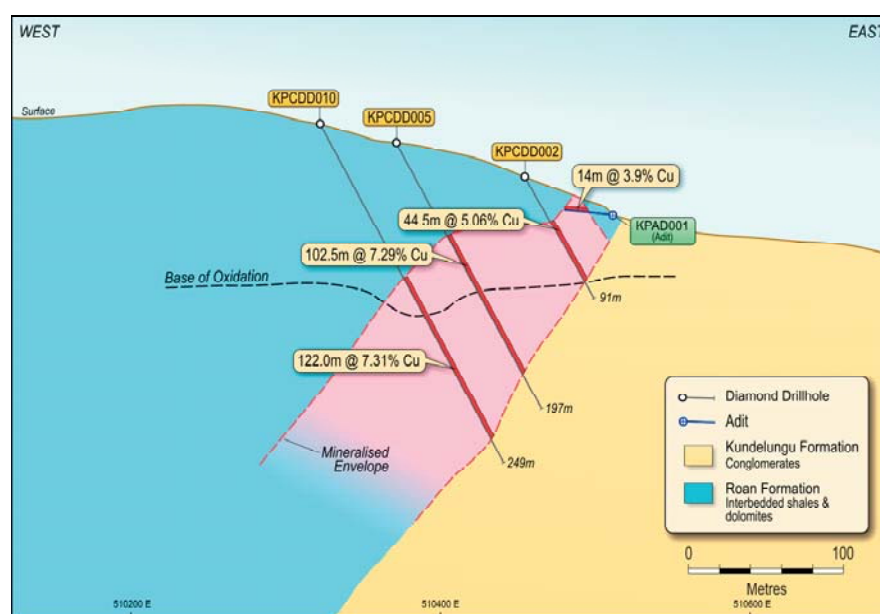 WEST
EAST
Surface
KPCDD010
KPCDD005
KPCDD002
14m @ 3.9% Cu
KPAD001
(Adit)
44.5m @ 5.06% Cu
102.5m @ 7.29% Cu
Base of Oxidation
91m
122.0m @ 7.31% Cu
197m
Mineralised
Envelope
249m
Diamond Drillhole
Adit
Kundelungu Formation
Conglomerates
Roan Formation
Interbedded shales &
dolomites
0 100
Metres
510200 E
510400 E
510600 E